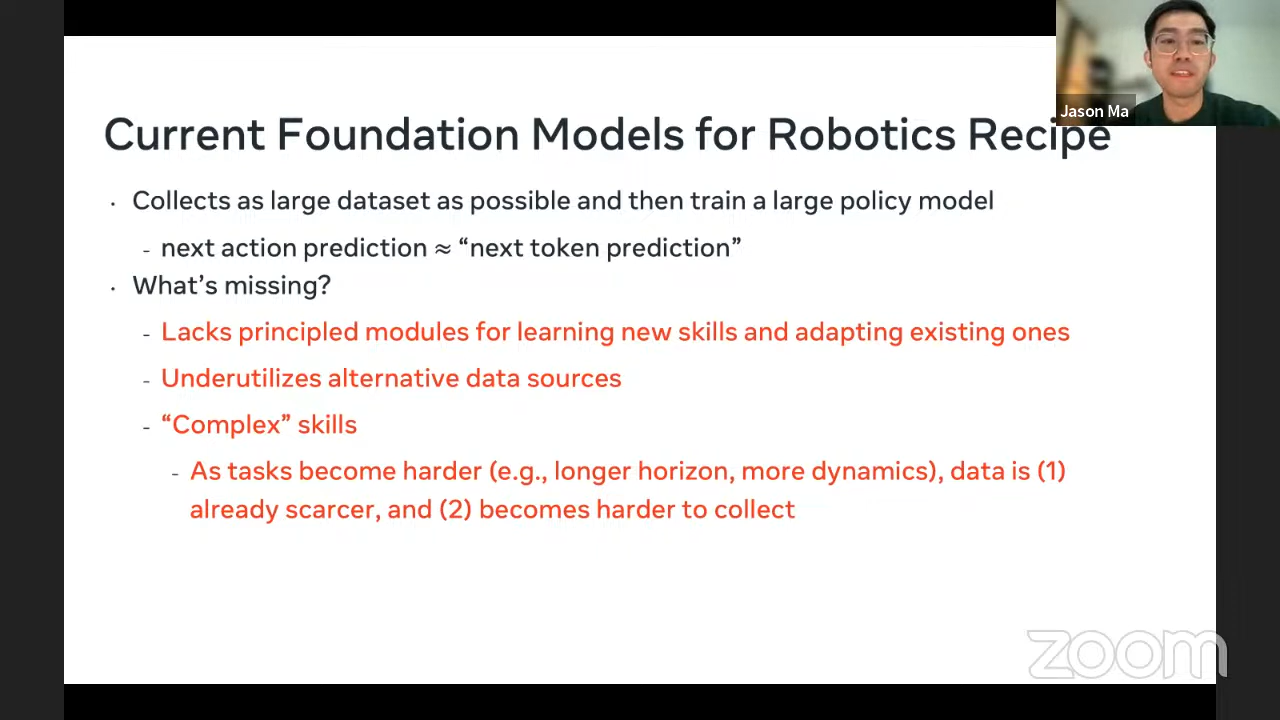 Jason Ma
Current Foundation Models for Robotics Recipe
· Collects as large dataset as possible and then train a large policy model
- next action prediction ≈ “next token prediction”
· What’s missing?
- Lacks principled modules for learning new skills and adapting existing ones
- Underutilizes alternative data sources
- “Complex” skills
- As tasks become harder (e.g., longer horizon, more dynamics), data is (1)
already scarcer, and (2) becomes harder to collect
zoom